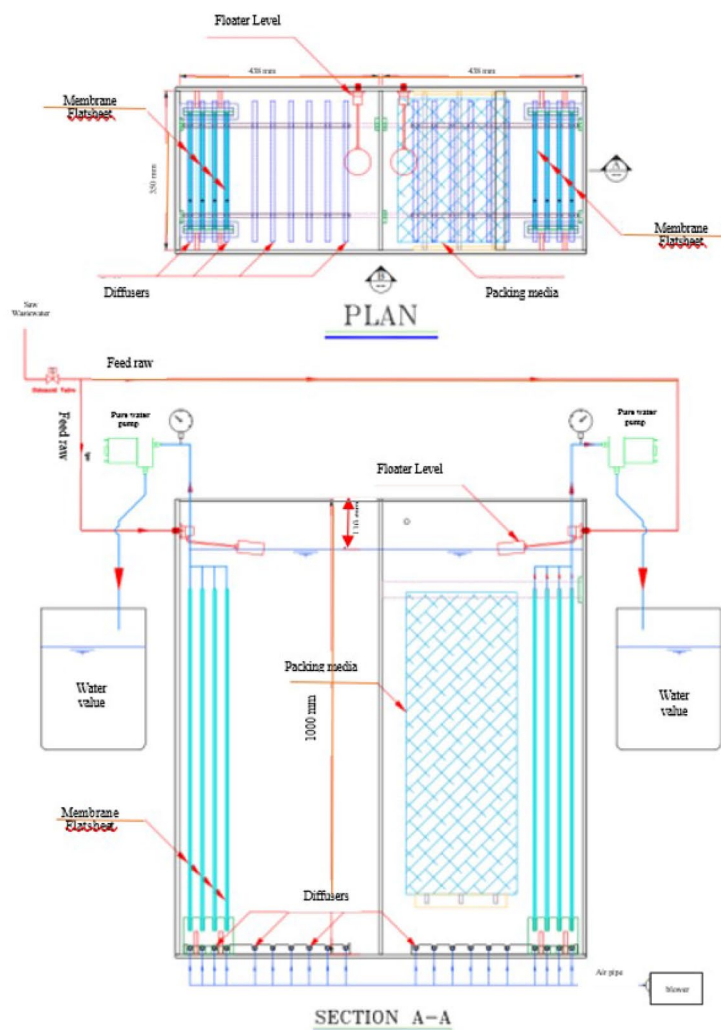 Floater Level
438 mm
438 mm
Membrane
Flatsheet
350 mm
A
Membrane
Flatsheet
Diffusers
B
Packing media
PLAN
Wastewater
Feed raw
Pure water
pump
Feed raw
Pure water
pump
Floater Level
Packing media
1000 mm
Water
value
Water
value
Membrane
Flatsheet
Diffusers
Air pipe
blower
SECTION A-A